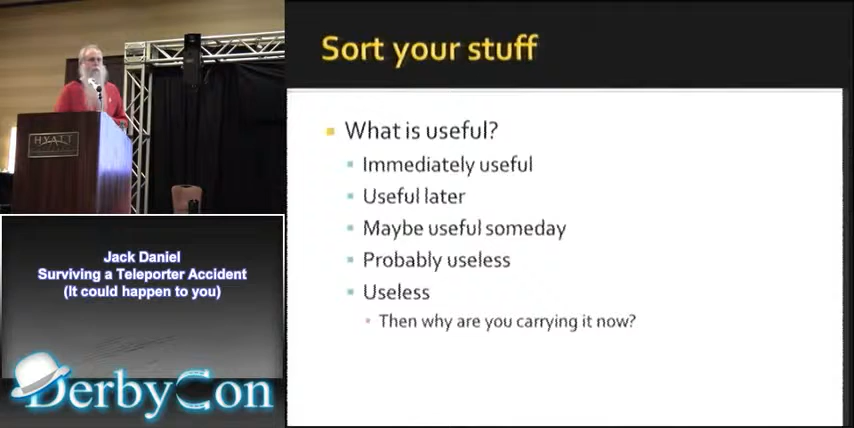 Sort your stuff
What is useful?
Immediately useful
Useful later
Maybe useful someday
Probably useless
Useless
Then why are you carrying it now?
HYATT
Jack Daniel
Surviving a Teleporter Accident
(It could happen to you)
DerbyCon